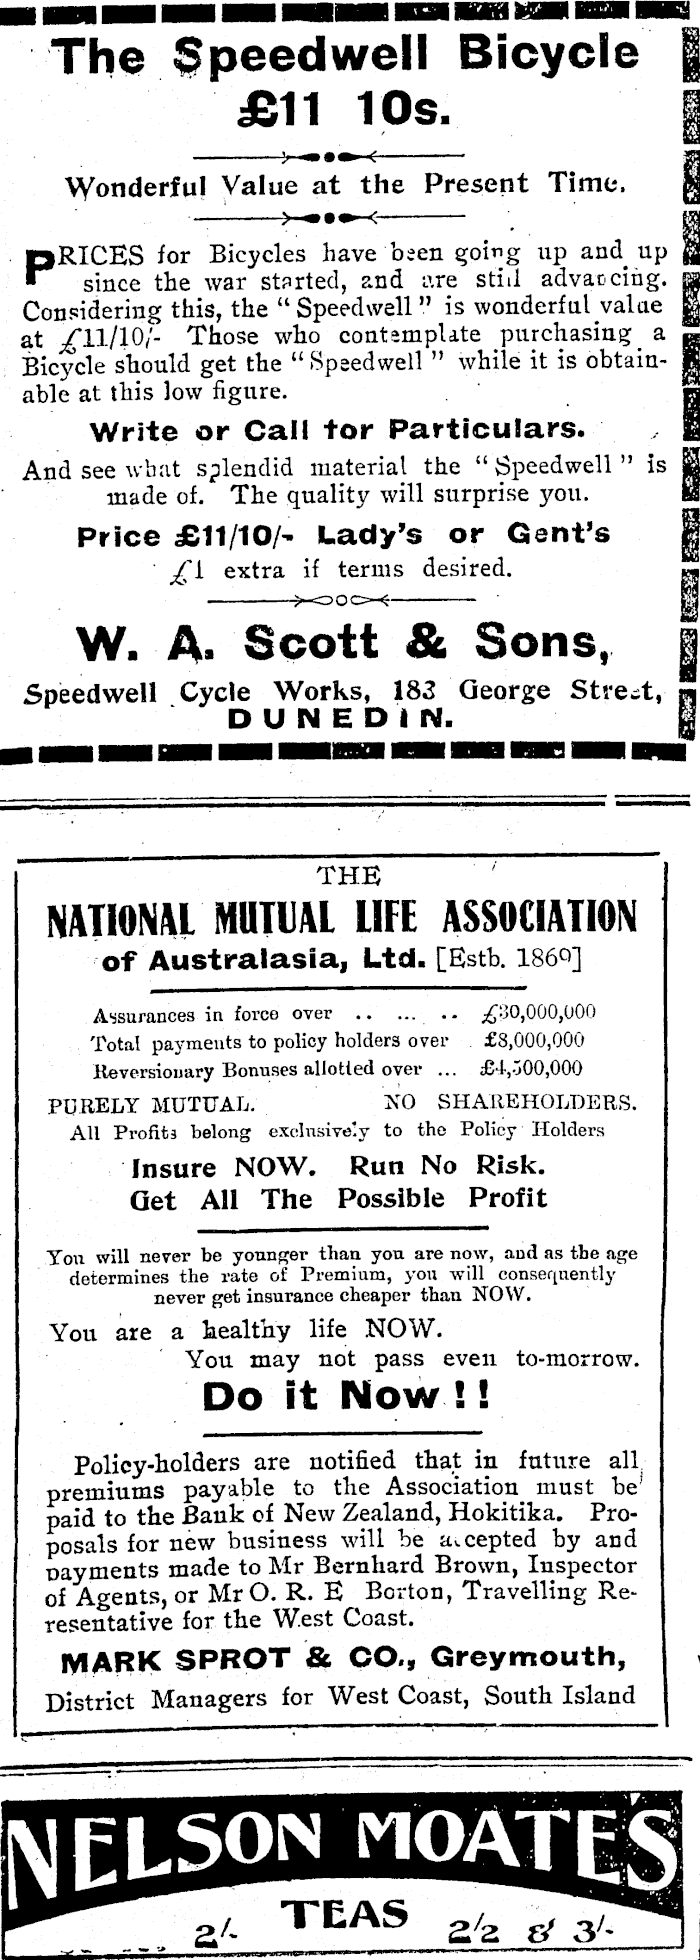 The Speedwell Bicycle
£11 10s.
Wonderful Value at the Present Time.
PRICES for Bicycles have been going up and up
since the war started, and are still advancing.
Considering this, the "Speedwell" is wonderful value
at £11/10/- Those who contemplate purchasing a
Bicycle should get the "Speedwell" while it is obtain-
able at this low figure.
Write or Call for Particulars.
And see what splendid material the "Speedwell" is
made of. The quality will surprise you.
Price £11/10/- Lady's or Gent's
£1 extra if terms desired.
W. A. Scott & Sons,
Speedwell Cycle Works, 183 George Street,
DUNEDIN.
THE
NATIONAL MUTUAL LIFE ASSOCIATION
of Australasia, Ltd. [Estb. 1869]
Assurances in force over .. ... .. £30,000,000
Total payments to policy holders over . £8,000,000
Reversionary Bonuses allotted over ... £4,500,000
PURELY MUTUAL. NO SHAREHOLDERS.
All Profits belong exclusively to the Policy Holders
Insure NOW. Run No Risk.
Get All The Possible Profit
You will never be younger than you are now, and as the age
determines the rate of Premium, you will consequently
never get insurance cheaper than NOW.
You are a healthy life NOW.
You may not pass even to-morrow.
Do it Now!!
Policy-holders are notified that in future all
premiums payable to the Association must be
paid to the Bank of New Zealand, Hokitika. Pro-
posals for new business will be accepted by and
payments made to Mr Bernhard Brown, Inspector
of Agents, or Mr O. R. E Borton, Travelling Re-
resentative for the West Coast.
MARK SPROT & CO., Greymouth,
District Managers for West Coast, South Island
NELSON MOATE'S
TEAS
2/- 2/2 & 3/-